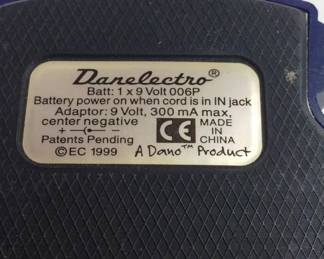 Danelectro®
Batt: 1 x 9 Volt 006P
Battery power on when cord is in IN jack
Adaptor: 9 Volt, 300 mA max,
center negative
+ -
Patents Pending
© EC 1999
CE
MADE
IN
CHINA
A Dano™ Product